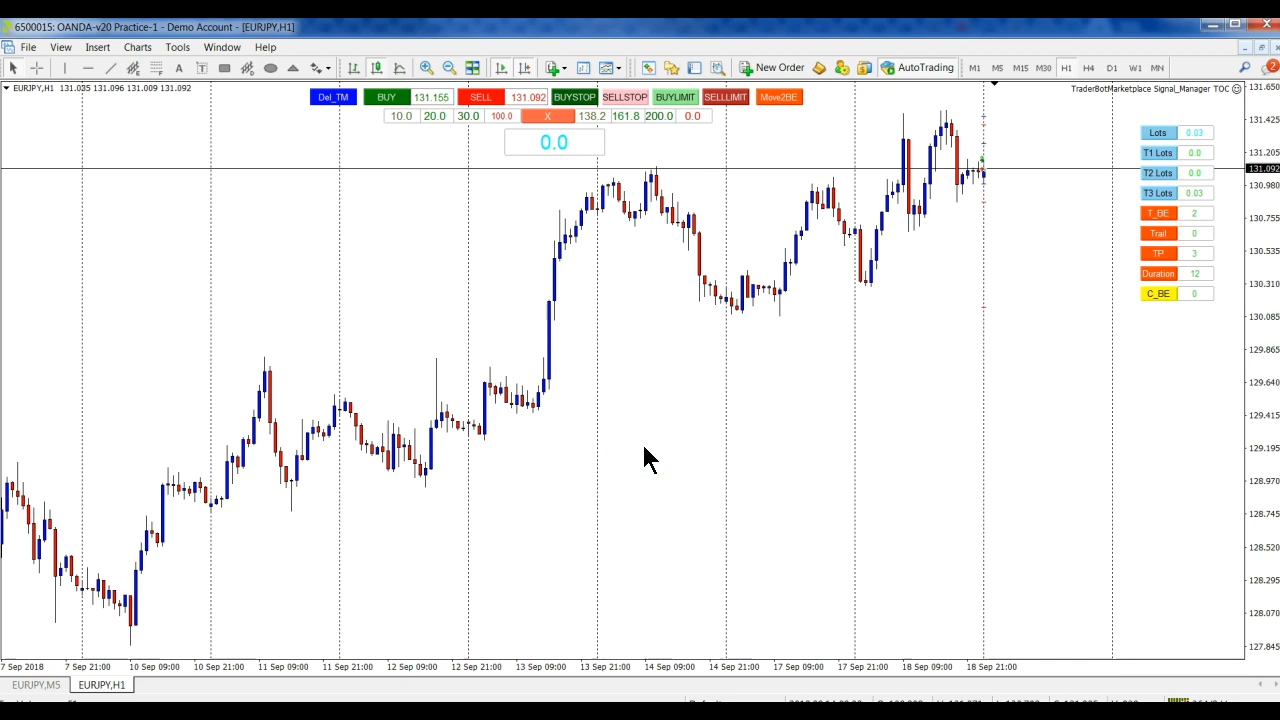 6500015: OANDA-v20 Practice-1 - Demo Account - [EURJPY,H1]
File View Insert Charts Tools Window Help
A T New Order AutoTrading M1 M5 M15 M30 H1 H4 D1 W1 MN 2
EURJPY,H1 131.035 131.096 131.009 131.092
TraderBotMarketplace Signal_Manager TOC
Del_TM BUY 131.155 SELL 131.092 BUYSTOP SELLSTOP BUYLIMIT SELLLIMIT Move2BE
10.0 20.0 30.0 100.0 X 138.2 161.8 200.0 0.0
0.0
Lots 0.03
T1 Lots 0.0
T2 Lots 0.0
T3 Lots 0.03
T_BE 2
Trail 0
TP 3
Duration 12
C_BE 0
131.650
131.425
131.205
131.092
130.980
130.755
130.535
130.310
130.085
129.865
129.640
129.415
129.195
128.970
128.745
128.520
128.295
128.070
127.845
7 Sep 2018 7 Sep 21:00 10 Sep 09:00 10 Sep 21:00 11 Sep 09:00 11 Sep 21:00 12 Sep 09:00 12 Sep 21:00 13 Sep 09:00 13 Sep 21:00 14 Sep 09:00 14 Sep 21:00 17 Sep 09:00 17 Sep 21:00 18 Sep 09:00 18 Sep 21:00
EURJPY,M5 EURJPY,H1